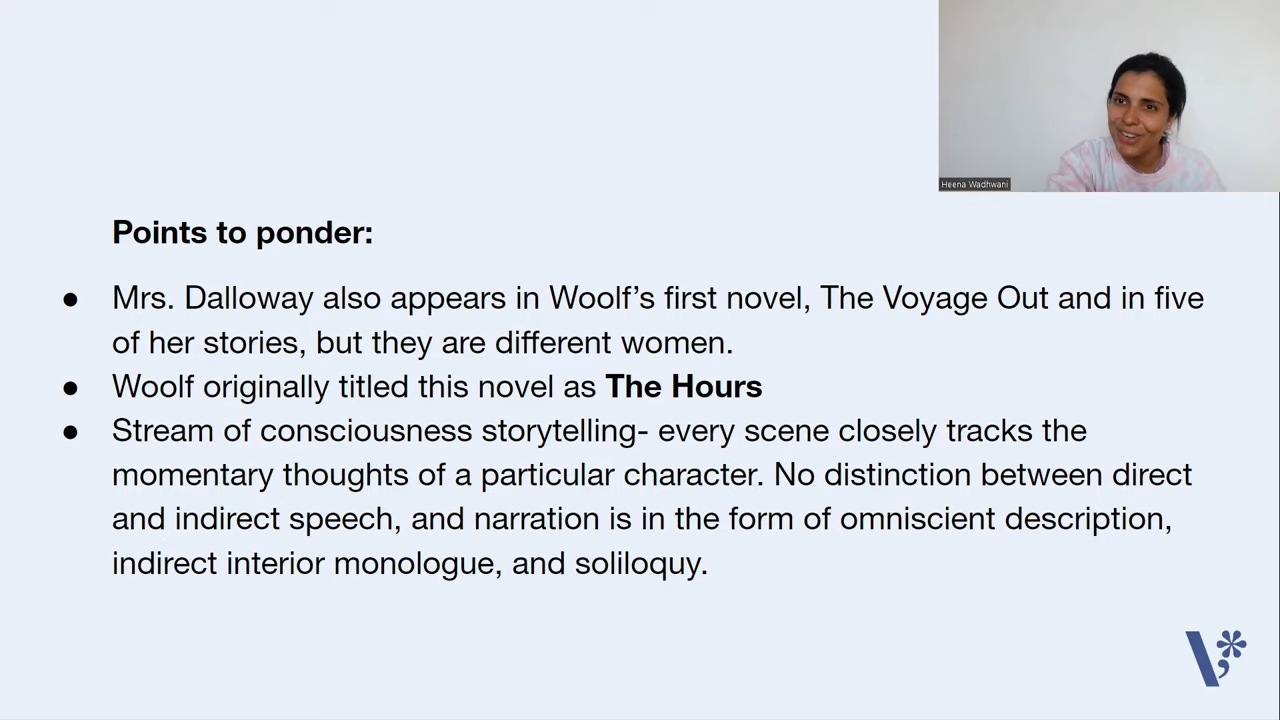 Heena Wadhwani
Points to ponder:
● Mrs. Dalloway also appears in Woolf’s first novel, The Voyage Out and in five
of her stories, but they are different women.
● Woolf originally titled this novel as The Hours
● Stream of consciousness storytelling- every scene closely tracks the
momentary thoughts of a particular character. No distinction between direct
and indirect speech, and narration is in the form of omniscient description,
indirect interior monologue, and soliloquy.